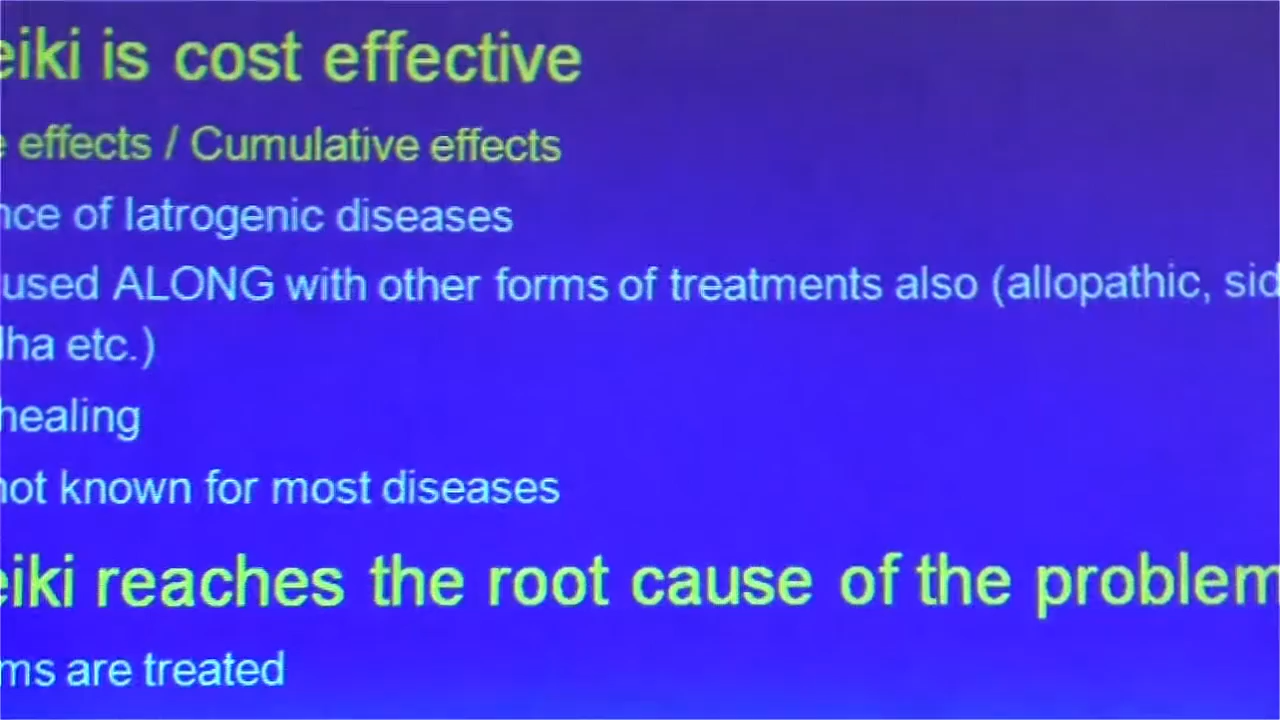 eiki is cost effective
effects / Cumulative effects
nce of Iatrogenic diseases
used ALONG with other forms of treatments also (allopathic, sid
dha etc.)
healing
not known for most diseases
eiki reaches the root cause of the problem
ms are treated